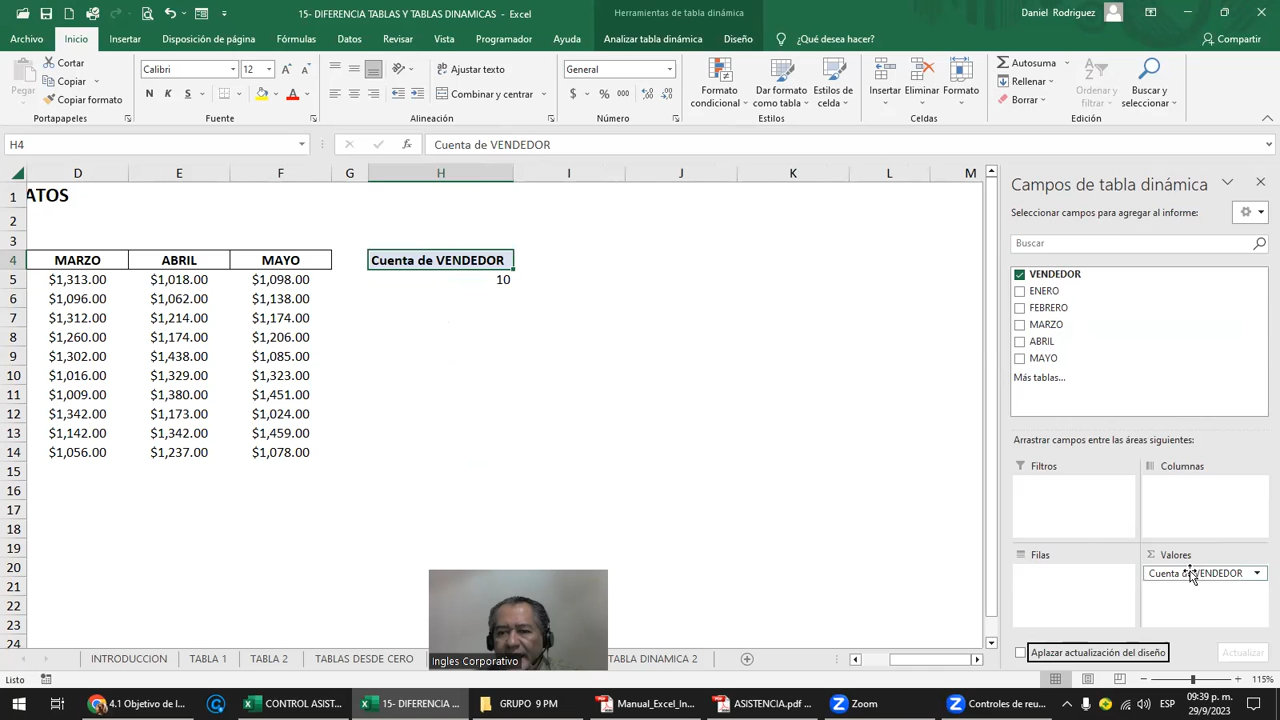 15- DIFERENCIA TABLAS Y TABLAS DINAMICAS - Excel
Herramientas de tabla dinámica
Daniel Rodriguez
Archivo Inicio Insertar Disposición de página Fórmulas Datos Revisar Vista Programador Ayuda Analizar tabla dinámica Diseño ¿Qué desea hacer? Compartir
Pegar
Cortar
Copiar
Copiar formato
Portapapeles
Calibri 12
N K S
Fuente
Ajustar texto
Combinar y centrar
Alineación
General
$ % 000
Número
Formato condicional
Dar formato como tabla
Estilos de celda
Estilos
Insertar Eliminar Formato
Celdas
Autosuma
Rellenar
Borrar
Ordenar y filtrar
Buscar y seleccionar
Edición
H4 fx Cuenta de VENDEDOR
D E F G H I J K L M
1 ATOS
2
3
4 MARZO ABRIL MAYO Cuenta de VENDEDOR
5 $1,313.00 $1,018.00 $1,098.00 10
6 $1,096.00 $1,062.00 $1,138.00
7 $1,312.00 $1,214.00 $1,174.00
8 $1,260.00 $1,174.00 $1,206.00
9 $1,302.00 $1,438.00 $1,085.00
10 $1,016.00 $1,329.00 $1,323.00
11 $1,009.00 $1,380.00 $1,451.00
12 $1,342.00 $1,173.00 $1,024.00
13 $1,142.00 $1,342.00 $1,459.00
14 $1,056.00 $1,237.00 $1,078.00
15
16
17
18
19
20
21
22
23
24
Ingles Corporativo
Campos de tabla dinámica
Seleccionar campos para agregar al informe:
Buscar
VENDEDOR
ENERO
FEBRERO
MARZO
ABRIL
MAYO
Más tablas...
Arrastrar campos entre las áreas siguientes:
Filtros
Columnas
Filas
Σ Valores
Cuenta de VENDEDOR
Aplazar actualización del diseño
Actualizar
INTRODUCCION TABLA 1 TABLA 2 TABLAS DESDE CERO TABLA DINAMICA 2
Listo
115%
4.1 Objetivo de l...
CONTROL ASIST...
15- DIFERENCIA ...
GRUPO 9 PM
Manual_Excel_In...
ASISTENCIA.pdf ...
Zoom
Controles de reu...
ESP
09:39 p. m.
29/9/2023